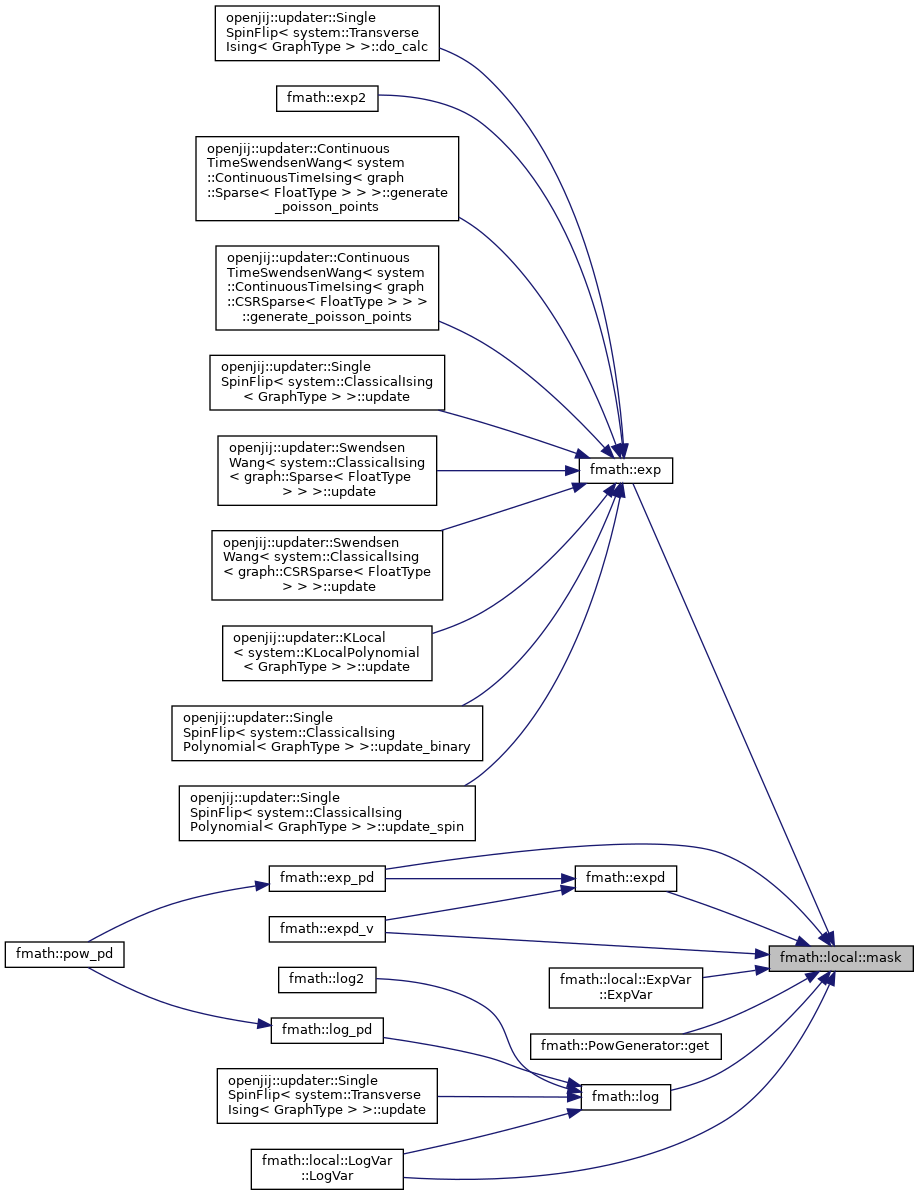 openjij::updater::Single
SpinFlip< system::Transverse
Ising< GraphType > >::do_calc
fmath::exp2
openjij::updater::Continuous
TimeSwendsenWang< system
::ContinuousTimeIsing< graph
::Sparse< FloatType > > >::generate
_poisson_points
openjij::updater::Continuous
TimeSwendsenWang< system
::ContinuousTimeIsing< graph
::CSRSparse< FloatType > > >
::generate_poisson_points
openjij::updater::Single
SpinFlip< system::ClassicalIsing
< GraphType > >::update
openjij::updater::Swendsen
Wang< system::ClassicalIsing
< graph::Sparse< FloatType
> > >::update
fmath::exp
openjij::updater::Swendsen
Wang< system::ClassicalIsing
< graph::CSRSparse< FloatType
> > >::update
openjij::updater::KLocal
< system::KLocalPolynomial
< GraphType > >::update
openjij::updater::Single
SpinFlip< system::ClassicalIsing
Polynomial< GraphType > >::update_binary
openjij::updater::Single
SpinFlip< system::ClassicalIsing
Polynomial< GraphType > >::update_spin
fmath::exp_pd
fmath::expd
fmath::expd_v
fmath::pow_pd
fmath::local::mask
fmath::log2
fmath::local::ExpVar
::ExpVar
fmath::log_pd
fmath::PowGenerator::get
openjij::updater::Single
SpinFlip< system::Transverse
Ising< GraphType > >::update
fmath::log
fmath::local::LogVar
::LogVar